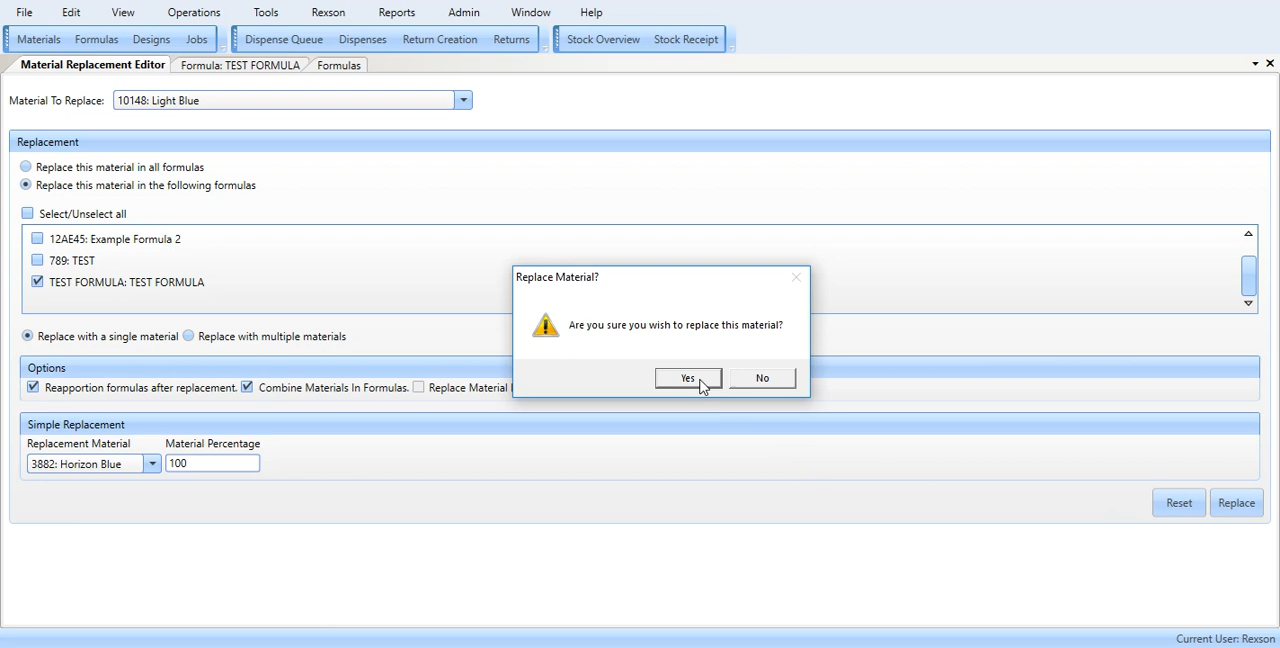 File Edit View Operations Tools Rexson Reports Admin Window Help
Materials Formulas Designs Jobs Dispense Queue Dispenses Return Creation Returns Stock Overview Stock Receipt
Material Replacement Editor Formula: TEST FORMULA Formulas
Material To Replace: 10148: Light Blue
Replacement
Replace this material in all formulas
Replace this material in the following formulas
Select/Unselect all
12AE45: Example Formula 2
789: TEST
TEST FORMULA: TEST FORMULA
Replace Material?
Are you sure you wish to replace this material?
Yes No
Replace with a single material Replace with multiple materials
Options
Reapportion formulas after replacement. Combine Materials In Formulas. Replace Material
Simple Replacement
Replacement Material Material Percentage
3882: Horizon Blue 100
Reset Replace
Current User: Rexson